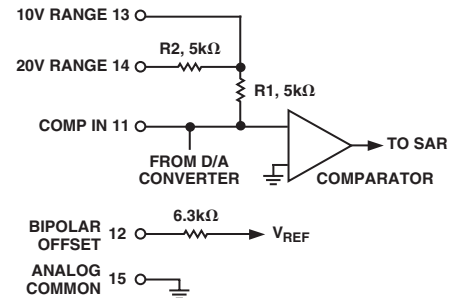 10V RANGE 13
R2, 5kΩ
20V RANGE 14
R1, 5kΩ
COMP IN 11
TO SAR
FROM D/A
CONVERTER
COMPARATOR
6.3kΩ
BIPOLAR
OFFSET 12
VREF
ANALOG
COMMON 15